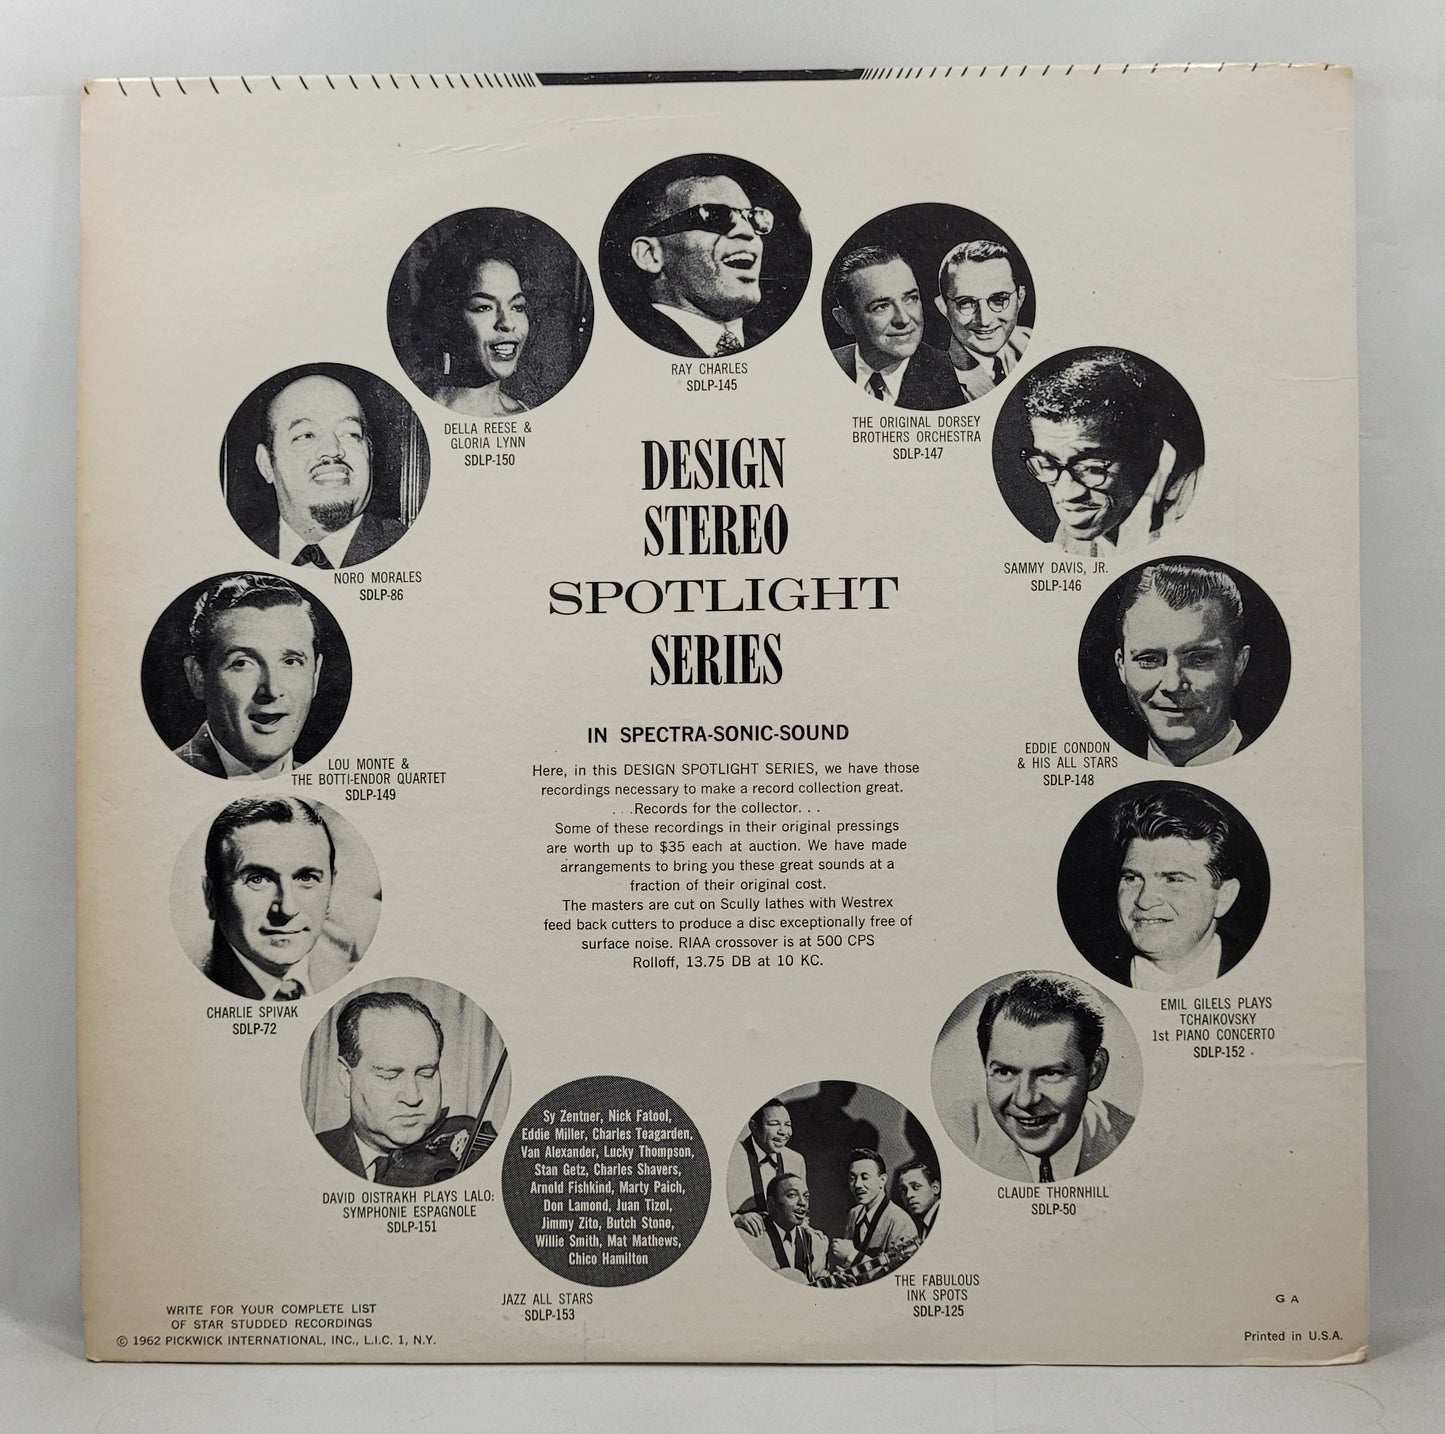 RAY CHARLES
SDLP-145
DELLA REESE &
GLORIA LYNN
SDLP-150
THE ORIGINAL DORSEY
BROTHERS ORCHESTRA
SDLP-147
NORO MORALES
SDLP-86
SAMMY DAVIS, JR.
SDLP-146
DESIGN
STEREO
SPOTLIGHT
SERIES
IN SPECTRA-SONIC-SOUND
Here, in this DESIGN SPOTLIGHT SERIES, we have those
recordings necessary to make a record collection great.
. . .Records for the collector. . .
Some of these recordings in their original pressings
are worth up to $35 each at auction. We have made
arrangements to bring you these great sounds at a
fraction of their original cost.
The masters are cut on Scully lathes with Westrex
feed back cutters to produce a disc exceptionally free of
surface noise. RIAA crossover is at 500 CPS
Rolloff, 13.75 DB at 10 KC.
LOU MONTE &
THE BOTTI-ENDOR QUARTET
SDLP-149
EDDIE CONDON
& HIS ALL STARS
SDLP-148
CHARLIE SPIVAK
SDLP-72
EMIL GILELS PLAYS
TCHAIKOVSKY
1st PIANO CONCERTO
SDLP-152
DAVID OISTRAKH PLAYS LALO:
SYMPHONIE ESPAGNOLE
SDLP-151
Sy Zentner, Nick Fatool,
Eddie Miller, Charles Teagarden,
Van Alexander, Lucky Thompson,
Stan Getz, Charles Shavers,
Arnold Fishkind, Marty Paich,
Don Lamond, Juan Tizol,
Jimmy Zito, Butch Stone,
Willie Smith, Mat Mathews,
Chico Hamilton
JAZZ ALL STARS
SDLP-153
THE FABULOUS
INK SPOTS
SDLP-125
CLAUDE THORNHILL
SDLP-50
WRITE FOR YOUR COMPLETE LIST
OF STAR STUDDED RECORDINGS
© 1962 PICKWICK INTERNATIONAL, INC., L.I.C. 1, N.Y.
G A
Printed in U.S.A.